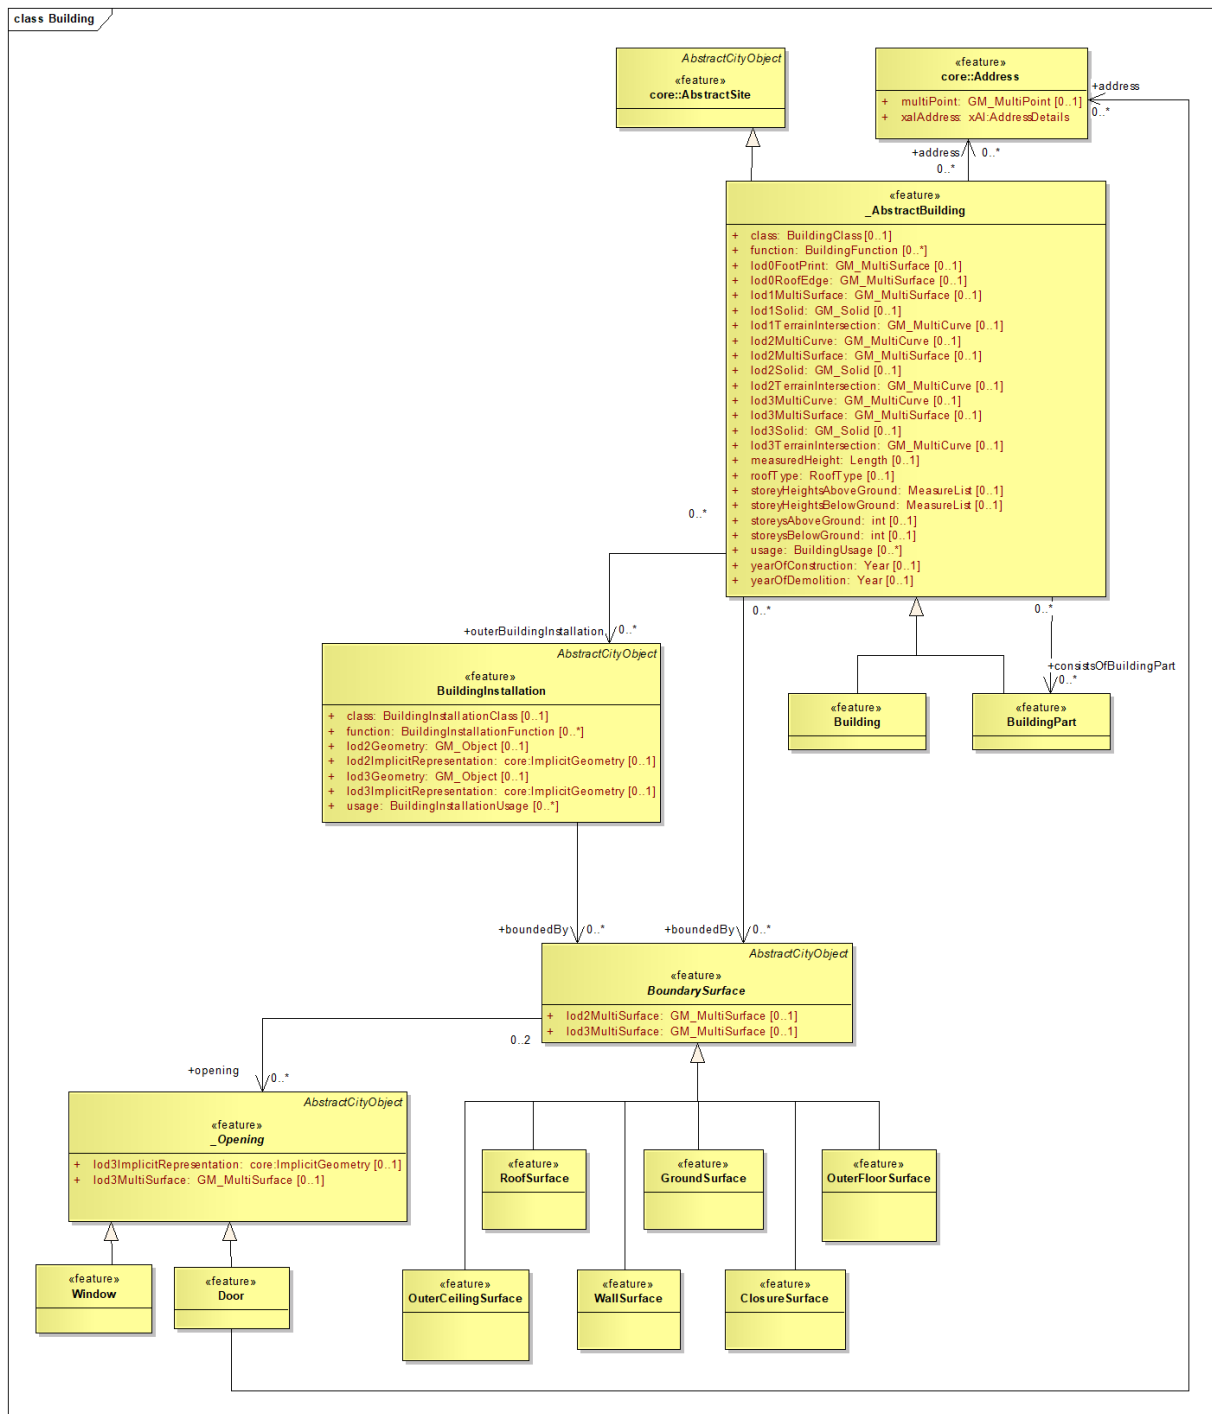 class Building
AbstractCityObject
«feature»
core::AbstractSite
«feature»
core::Address
+ multiPoint: GM_MultiPoint [0..1]
+ xalAddress: xAl:AddressDetails
+address
0..*
+address
0..*
0..*
«feature»
_AbstractBuilding
+ class: BuildingClass [0..1]
+ function: BuildingFunction [0..*]
+ lod0FootPrint: GM_MultiSurface [0..1]
+ lod0RoofEdge: GM_MultiSurface [0..1]
+ lod1MultiSurface: GM_MultiSurface [0..1]
+ lod1Solid: GM_Solid [0..1]
+ lod1TerrainIntersection: GM_MultiCurve [0..1]
+ lod2MultiCurve: GM_MultiCurve [0..1]
+ lod2MultiSurface: GM_MultiSurface [0..1]
+ lod2Solid: GM_Solid [0..1]
+ lod2TerrainIntersection: GM_MultiCurve [0..1]
+ lod3MultiCurve: GM_MultiCurve [0..1]
+ lod3MultiSurface: GM_MultiSurface [0..1]
+ lod3Solid: GM_Solid [0..1]
+ lod3TerrainIntersection: GM_MultiCurve [0..1]
+ measuredHeight: Length [0..1]
+ roofType: RoofType [0..1]
+ storeyHeightsAboveGround: MeasureList [0..1]
+ storeyHeightsBelowGround: MeasureList [0..1]
+ storeysAboveGround: int [0..1]
+ storeysBelowGround: int [0..1]
+ usage: BuildingUsage [0..*]
+ yearOfConstruction: Year [0..1]
+ yearOfDemolition: Year [0..1]
0..*
0..*
0..*
+outerBuildingInstallation
0..*
+consistsOfBuildingPart
0..*
AbstractCityObject
«feature»
BuildingInstallation
+ class: BuildingInstallationClass [0..1]
+ function: BuildingInstallationFunction [0..*]
+ lod2Geometry: GM_Object [0..1]
+ lod2ImplicitRepresentation: core:ImplicitGeometry [0..1]
+ lod3Geometry: GM_Object [0..1]
+ lod3ImplicitRepresentation: core:ImplicitGeometry [0..1]
+ usage: BuildingInstallationUsage [0..*]
«feature»
Building
«feature»
BuildingPart
+boundedBy
0..*
+boundedBy
0..*
AbstractCityObject
«feature»
BoundarySurface
+ lod2MultiSurface: GM_MultiSurface [0..1]
+ lod3MultiSurface: GM_MultiSurface [0..1]
0..2
+opening
0..*
AbstractCityObject
«feature»
_Opening
+ lod3ImplicitRepresentation: core:ImplicitGeometry [0..1]
+ lod3MultiSurface: GM_MultiSurface [0..1]
«feature»
RoofSurface
«feature»
GroundSurface
«feature»
OuterFloorSurface
«feature»
Window
«feature»
Door
«feature»
OuterCeilingSurface
«feature»
WallSurface
«feature»
ClosureSurface